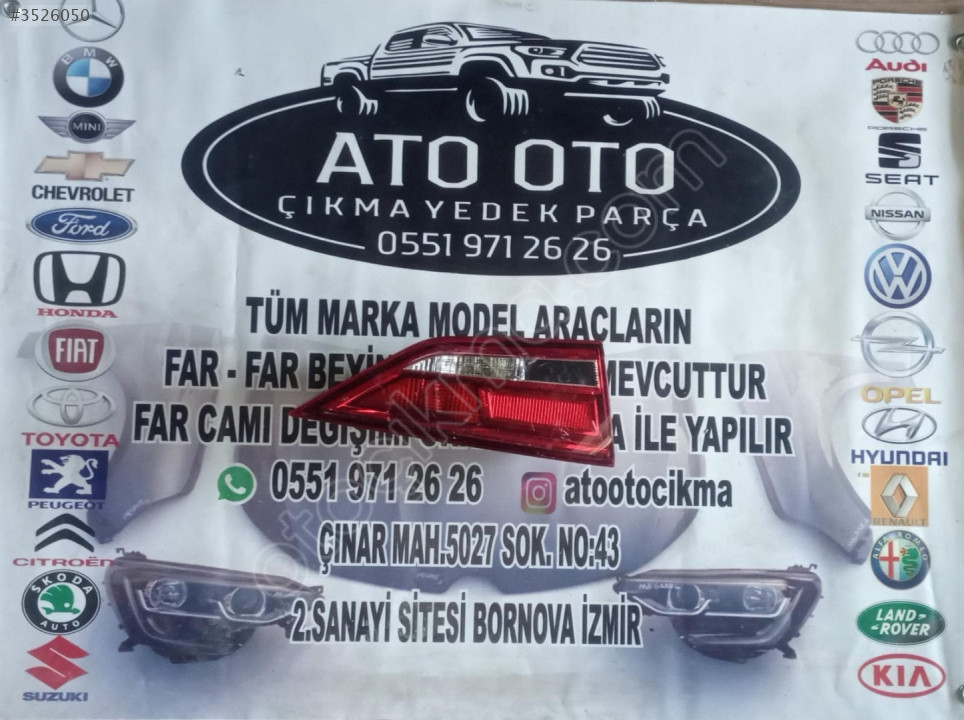 #3526050
ATO OTO
ÇIKMA YEDEK PARÇA
0551 971 26 26
BMW
MINI
CHEVROLET
Ford
HONDA
FIAT
TOYOTA
PEUGEOT
CITROËN
SKODA
AUTO
SUZUKI
Audi
PORSCHE
PORSCHE
SEAT
NISSAN
OPEL
HYUNDAI
RENAULT
ALFA ROMEO
LAND-
ROVER
KIA
TÜM MARKA MODEL ARAÇLARIN
FAR - FAR BEYİN MEVCUTTUR
FAR CAMI DEĞİŞİMİ İLE YAPILIR
0551 971 26 26 atootocikma
ÇINAR MAH.5027 SOK. NO:43
2.SANAYİ SİTESİ BORNOVA İZMİR